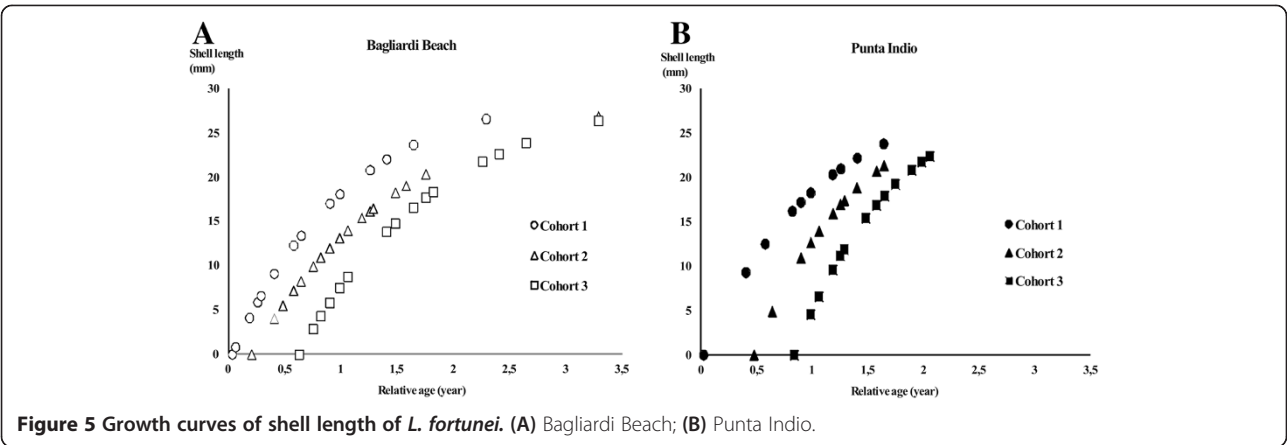 A
Bagliardi Beach
Shell length
(mm)
30
25
20
15
10
5
0
0 0,5 1 1,5 2 2,5 3 3,5
Relative age (year)
Cohort 1
Cohort 2
Cohort 3
B
Punta Indio
Shell length
(mm)
30
25
20
15
10
5
0
0 0,5 1 1,5 2 2,5 3 3,5
Relative age (year)
Cohort 1
Cohort 2
Cohort 3
Figure 5 Growth curves of shell length of L. fortunei. (A) Bagliardi Beach; (B) Punta Indio.